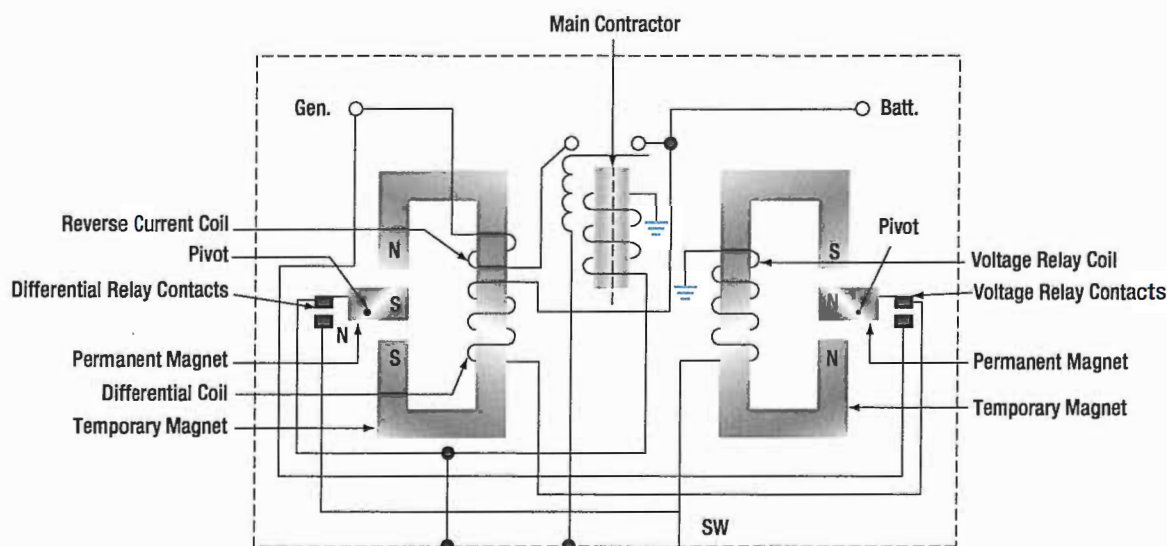 Main Contractor
Gen.
Batt.
Reverse Current Coil
Pivot
Differential Relay Contacts
Permanent Magnet
Differential Coil
Temporary Magnet
N
S
N
S
S
N
N
Pivot
Voltage Relay Coil
Voltage Relay Contacts
Permanent Magnet
Temporary Magnet
SW